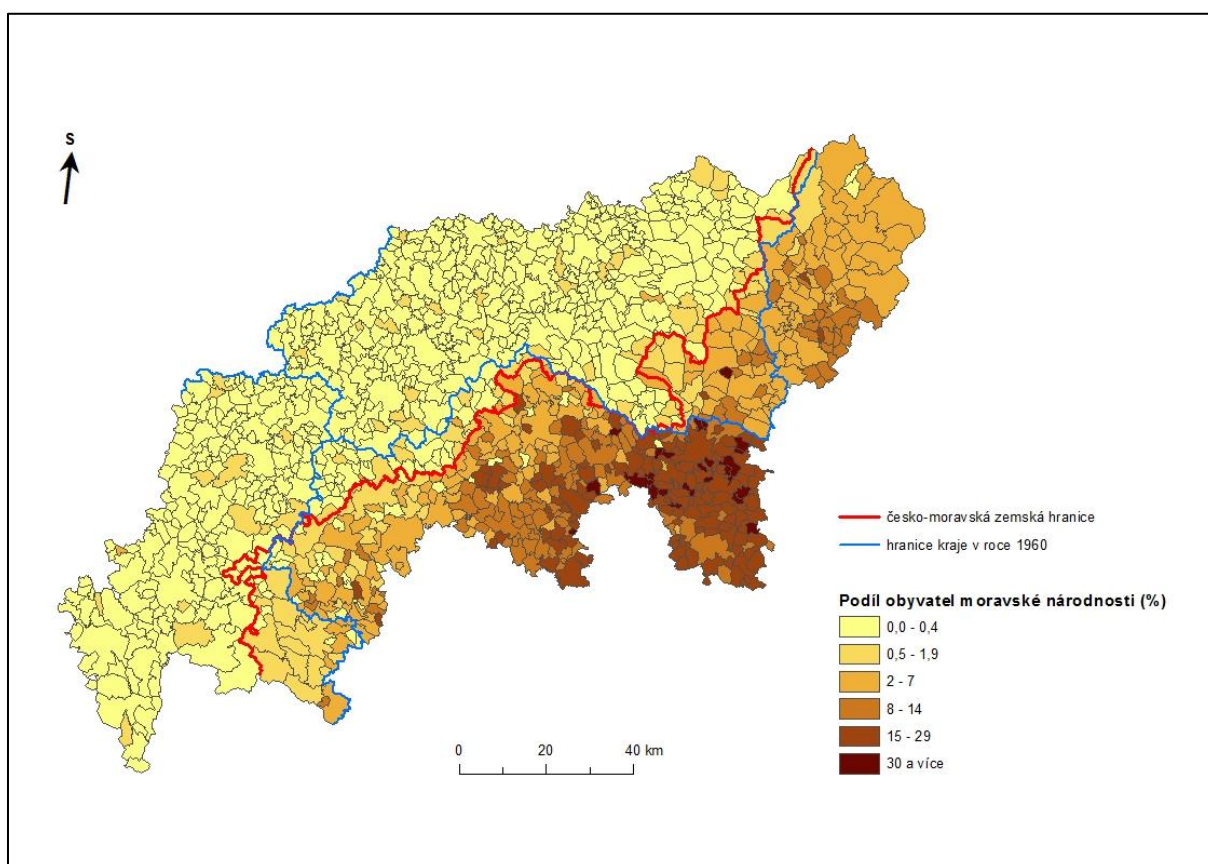 S
česko-moravská zemská hranice
hranice kraje v roce 1960
Podíl obyvatel moravské národnosti (%)
0,0 - 0,4
0,5 - 1,9
2 - 7
8 - 14
15 - 29
30 a více
0 20 40 km